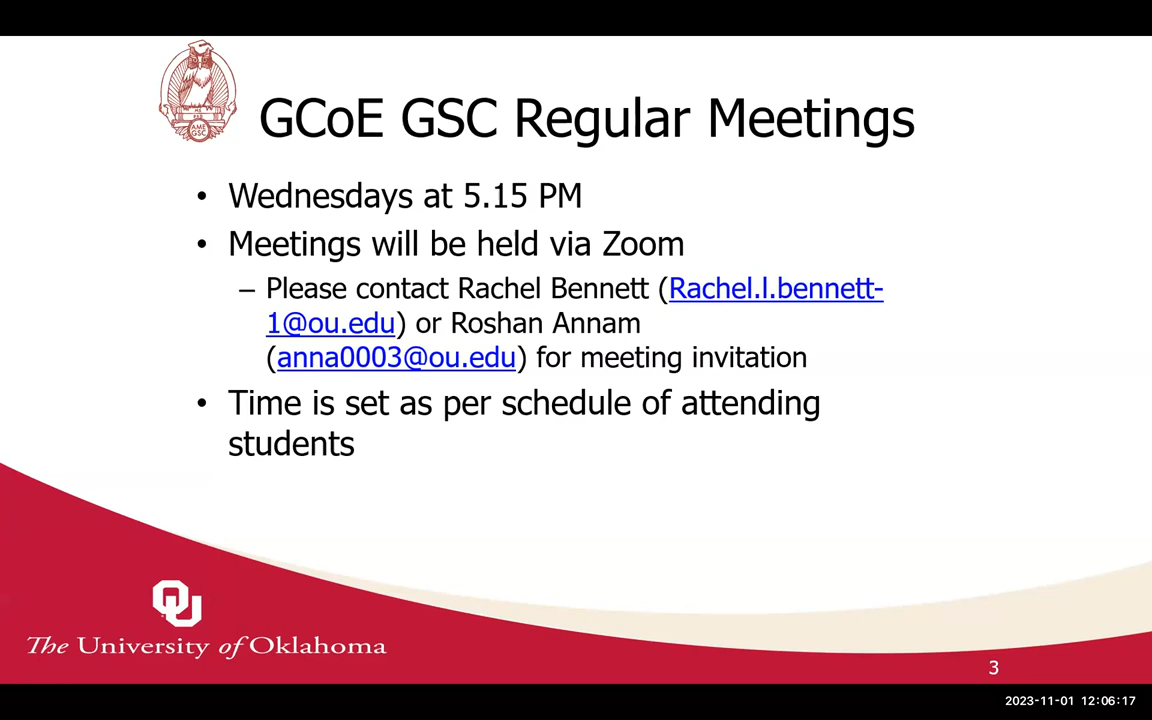 GCoE GSC Regular Meetings
• Wednesdays at 5.15 PM
• Meetings will be held via Zoom
– Please contact Rachel Bennett (Rachel.l.bennett-
1@ou.edu) or Roshan Annam
(anna0003@ou.edu) for meeting invitation
• Time is set as per schedule of attending
students
AME
GSC
OU
The University of Oklahoma
3
2023-11-01 12:06:17